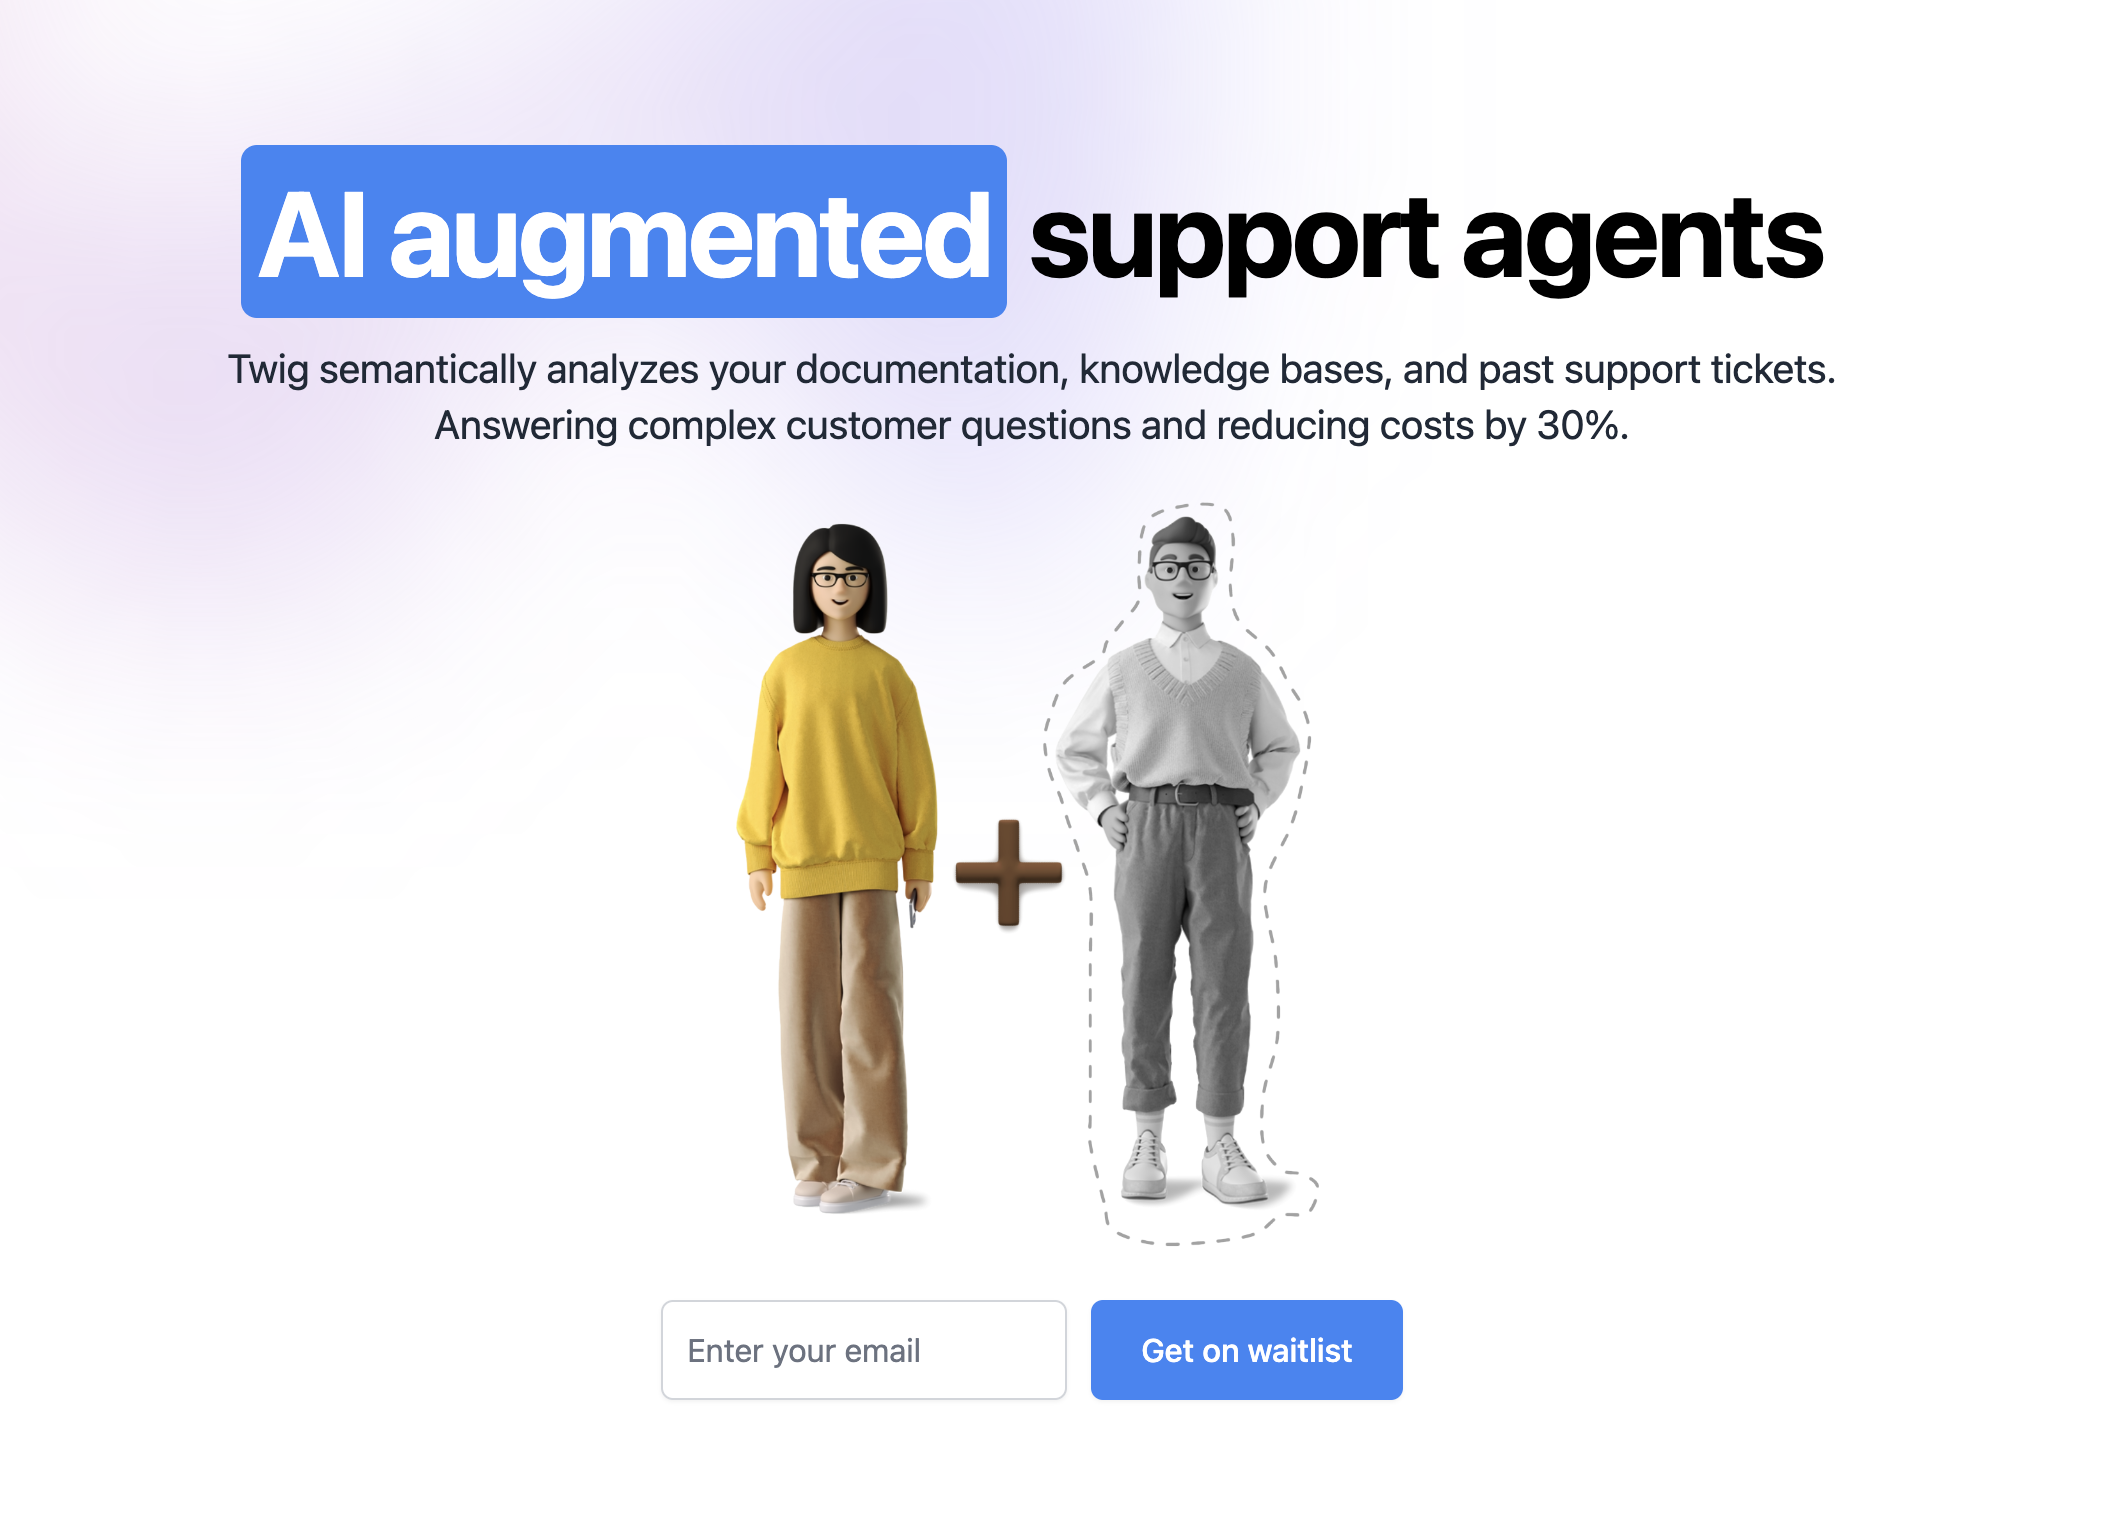 AI augmented support agents
Twig semantically analyzes your documentation, knowledge bases, and past support tickets.
Answering complex customer questions and reducing costs by 30%.
Enter your email
Get on waitlist